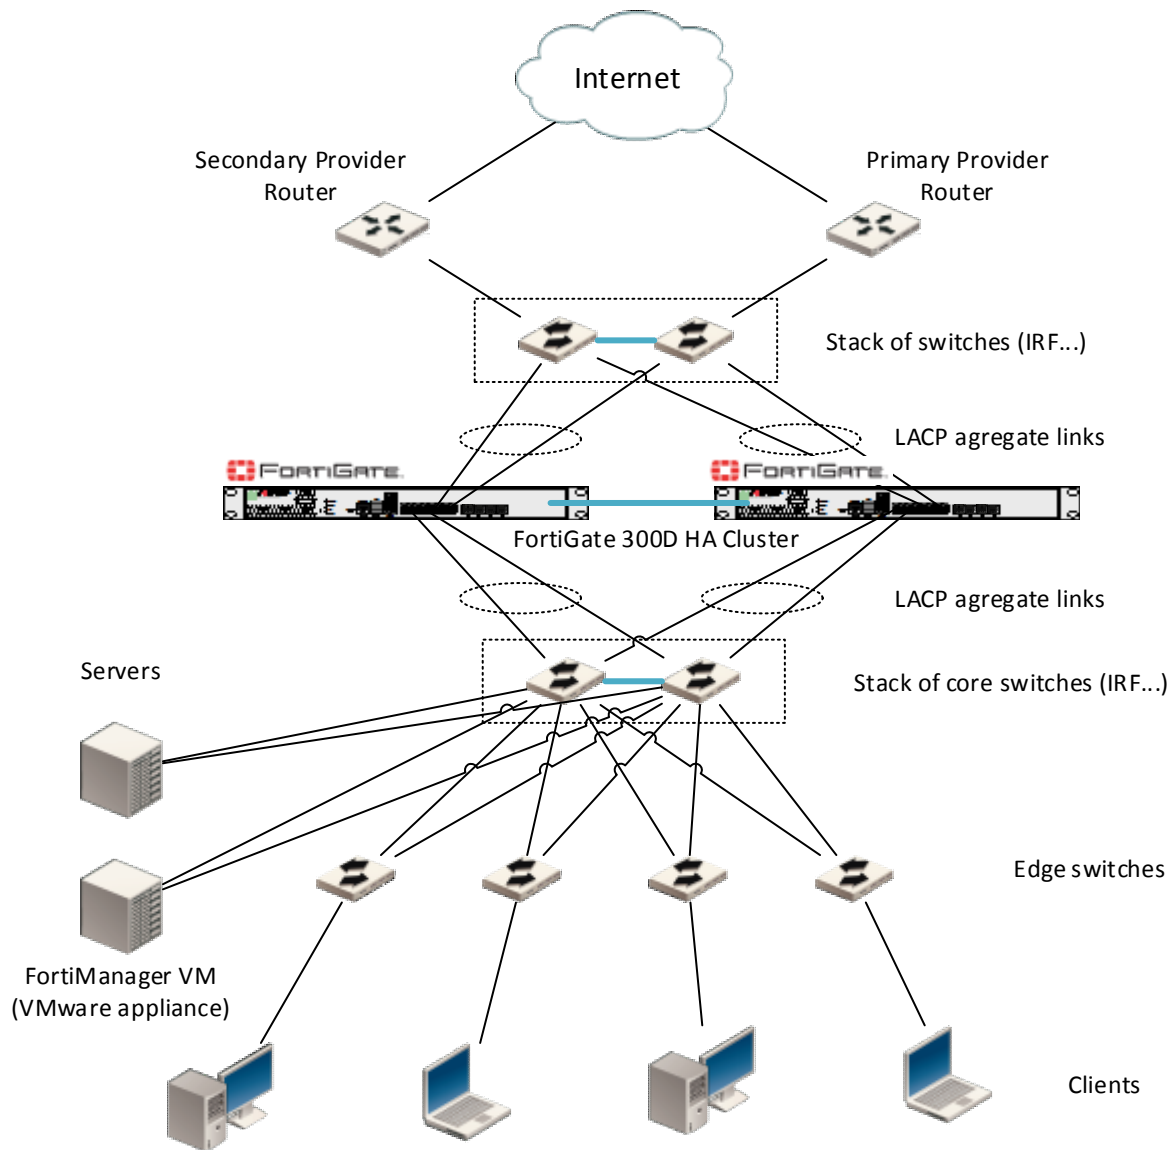 Internet
Secondary Provider
Router
Primary Provider
Router
Stack of switches (IRF...)
LACP agregate links
FORTIGATE
FORTIGATE
FortiGate 300D HA Cluster
LACP agregate links
Servers
Stack of core switches (IRF...)
Edge switches
FortiManager VM
(VMware appliance)
Clients